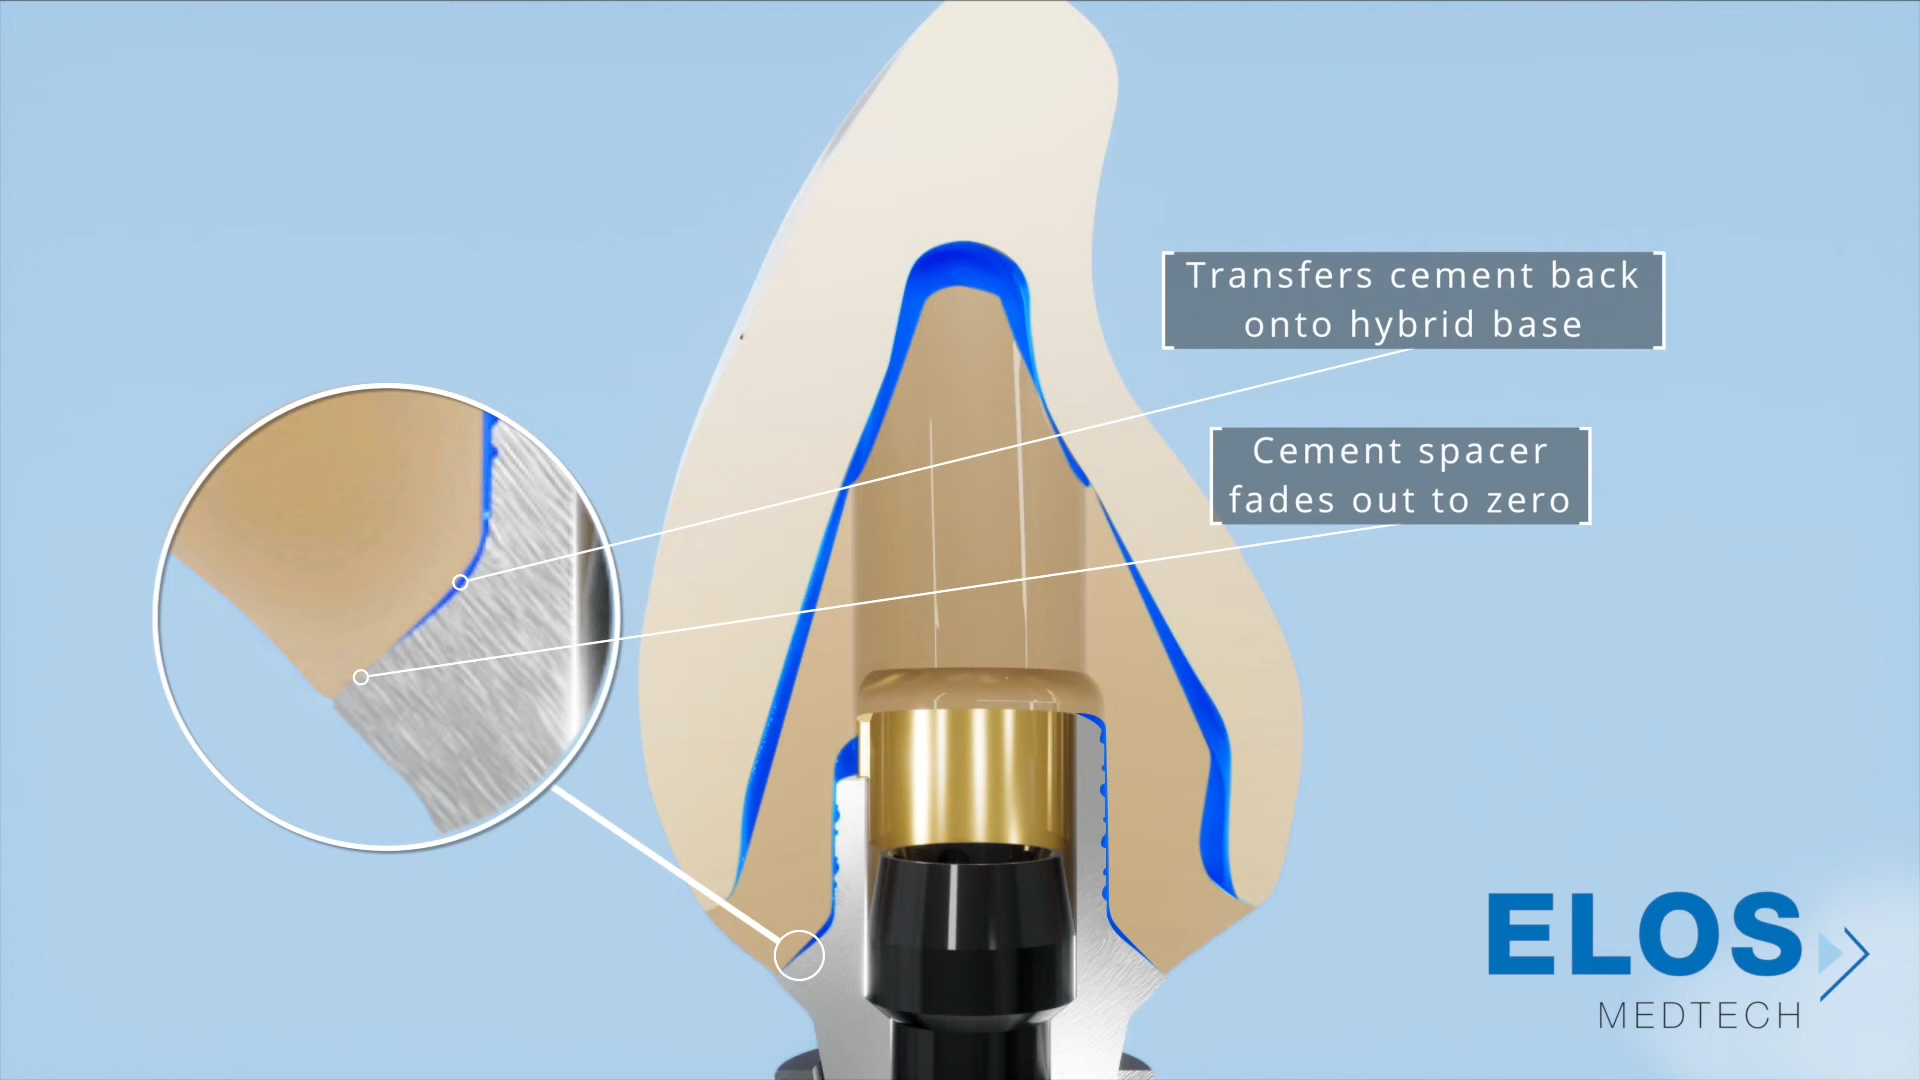 Transfers cement back
onto hybrid base
Cement spacer
fades out to zero
ELOS
MEDTECH